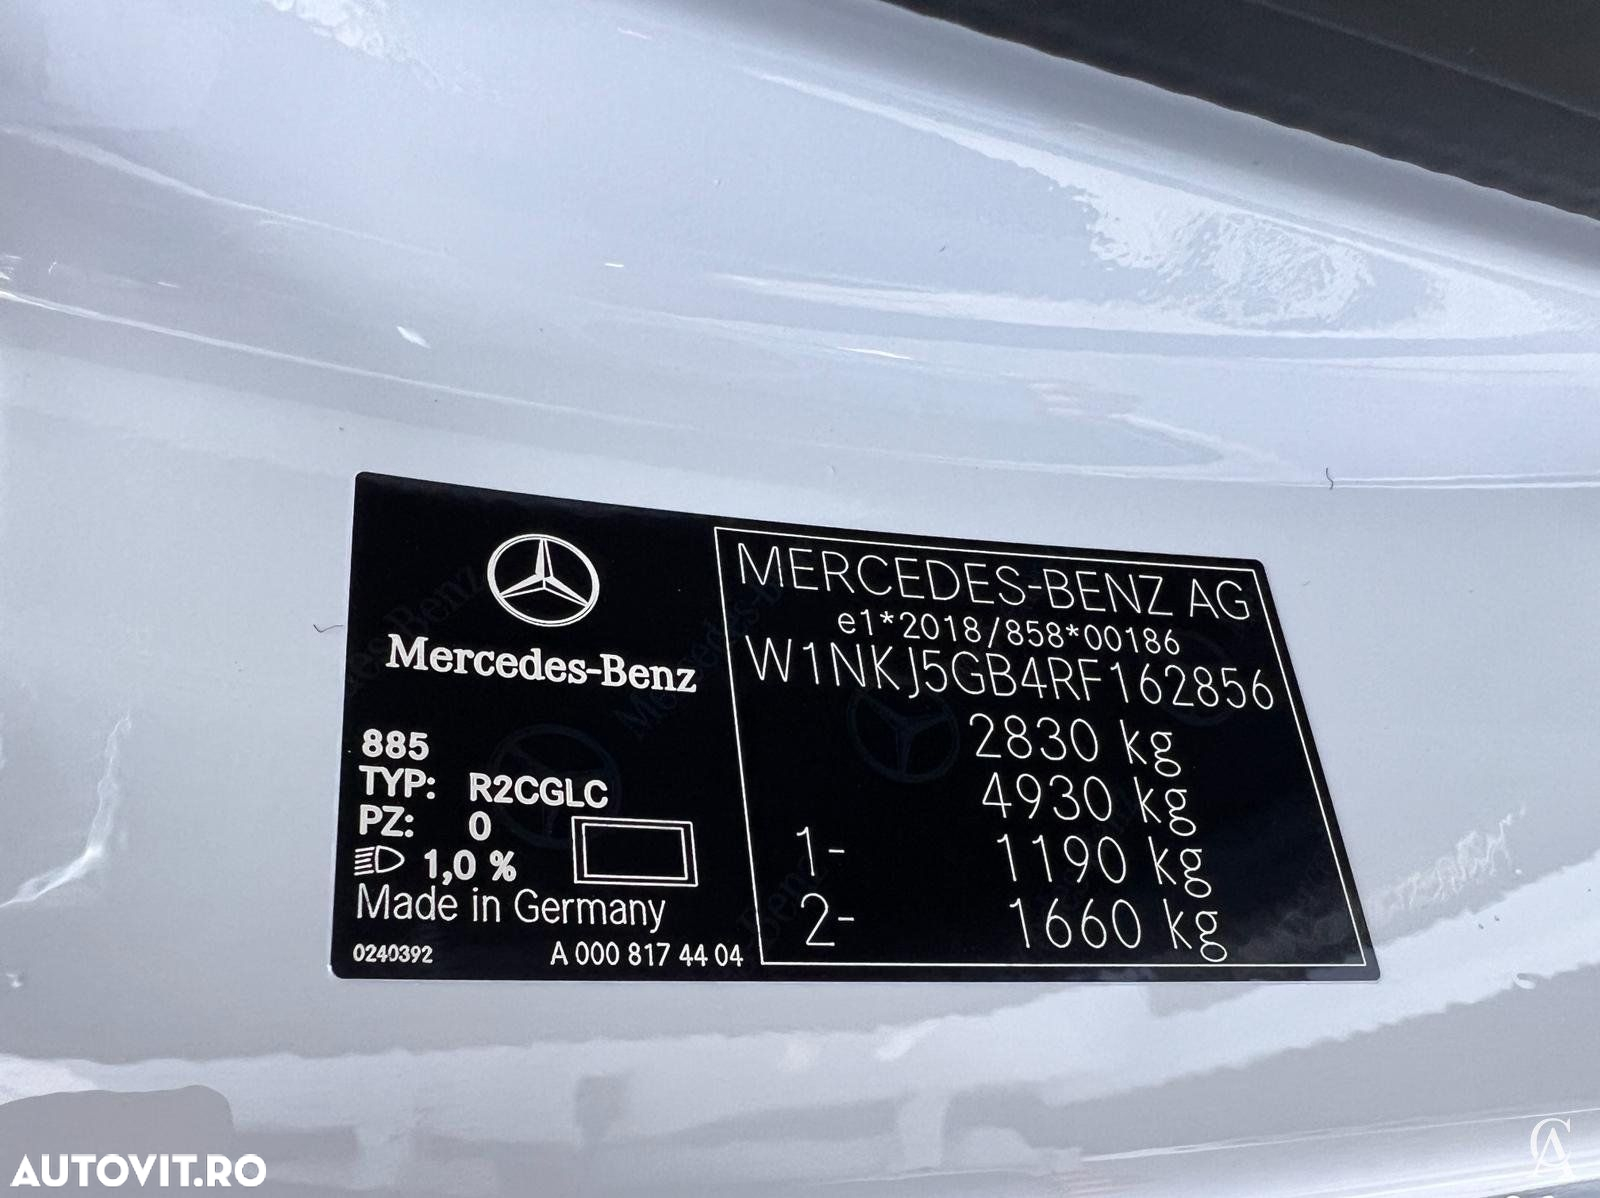 Mercedes-Benz
885
TYP: R2CGLC
PZ: 0
1,0 %
Made in Germany
0240392 A 000 817 44 04
MERCEDES-BENZ AG
e1*2018/858*00186
W1NKJ5GB4RF162856
2830 kg
4930 kg
1- 1190 kg
2- 1660 kg
AUTOVIT.RO